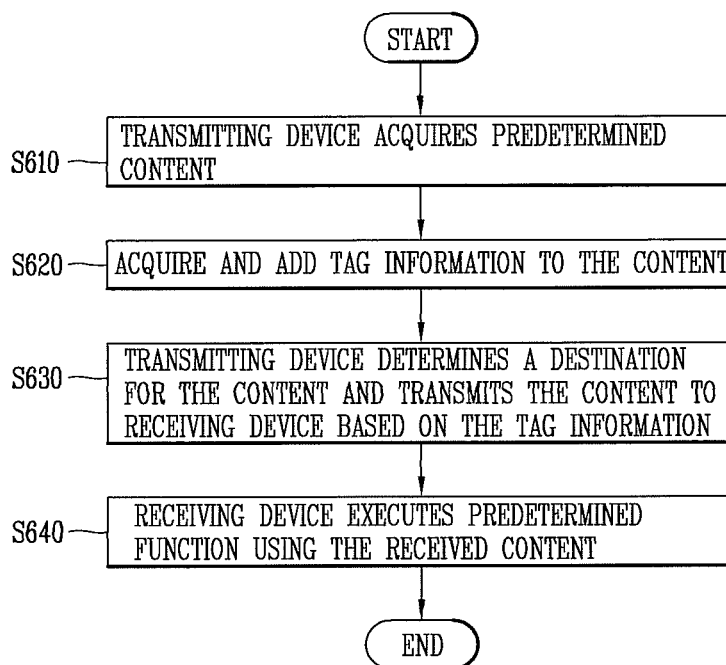 START
S610
TRANSMITTING DEVICE ACQUIRES PREDETERMINED
CONTENT
S620
ACQUIRE AND ADD TAG INFORMATION TO THE CONTENT
S630
TRANSMITTING DEVICE DETERMINES A DESTINATION
FOR THE CONTENT AND TRANSMITS THE CONTENT TO
RECEIVING DEVICE BASED ON THE TAG INFORMATION
S640
RECEIVING DEVICE EXECUTES PREDETERMINED
FUNCTION USING THE RECEIVED CONTENT
END